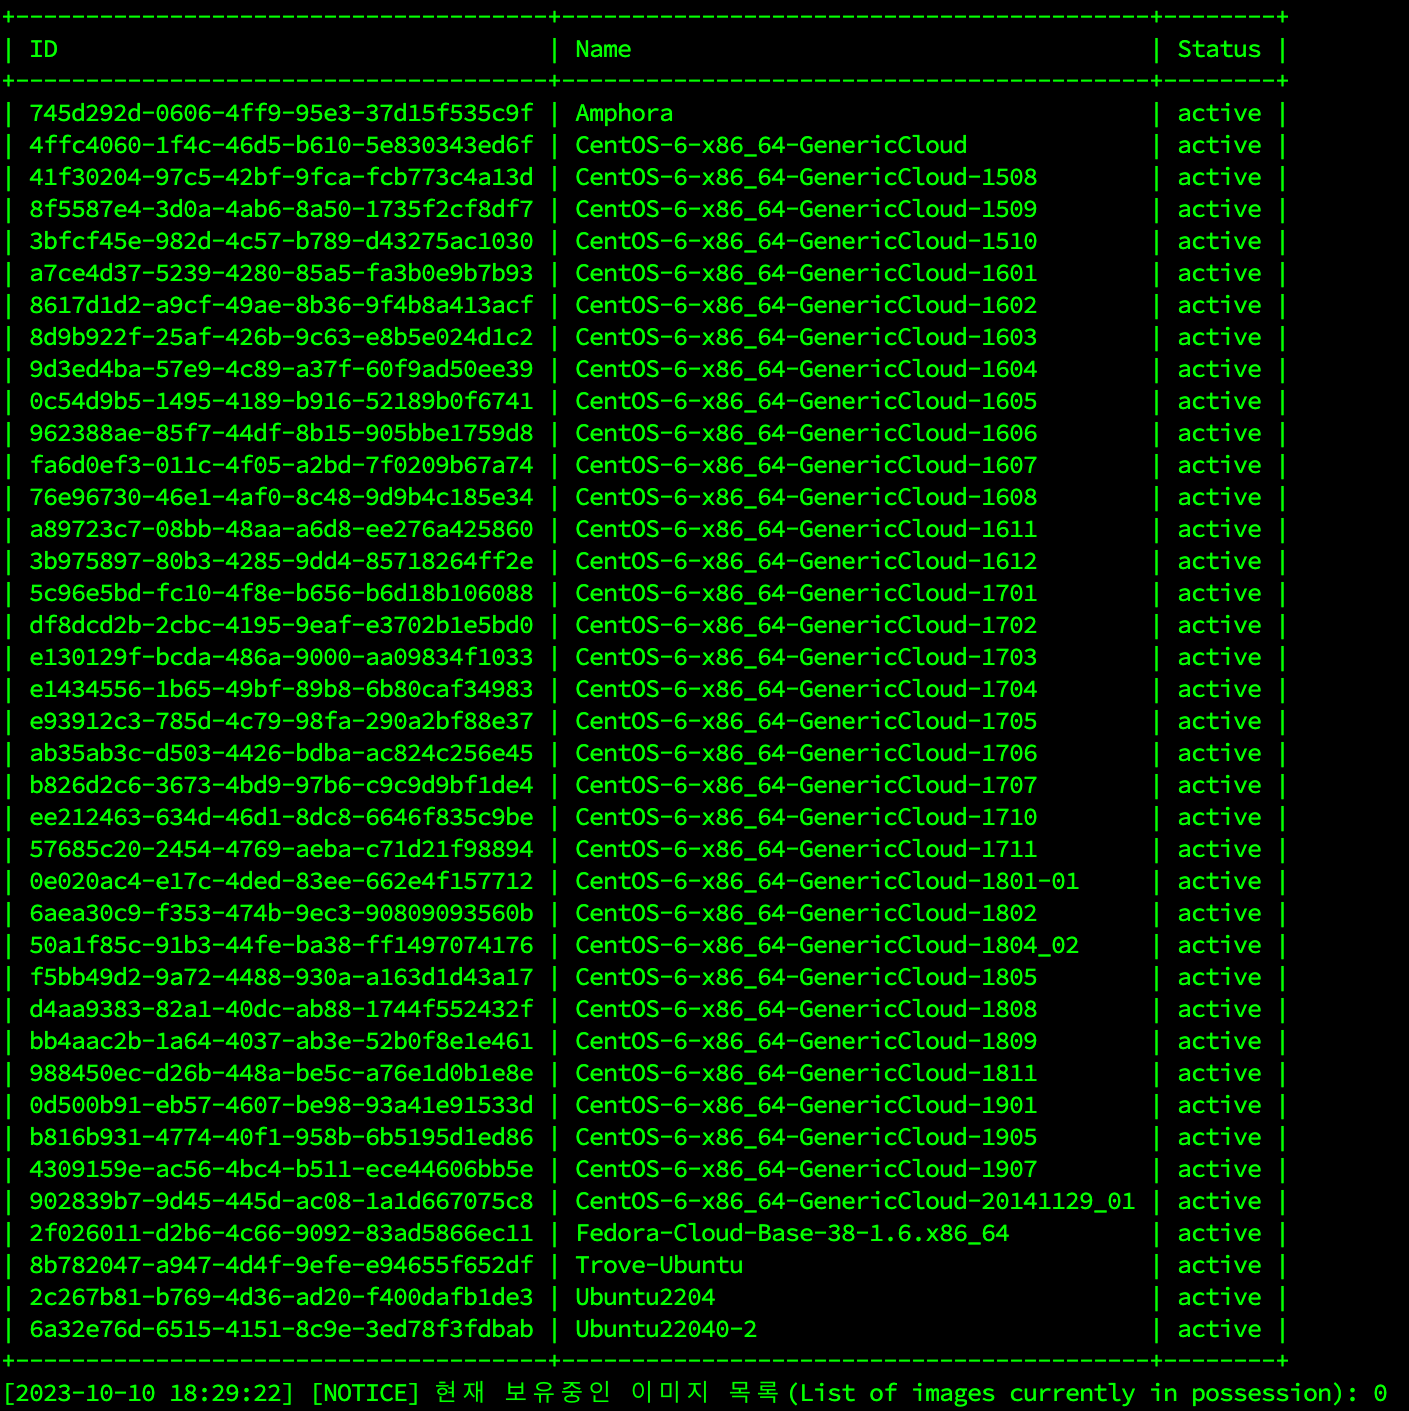 +--------------------------------------+------------------------------------------+--------+
| ID                                   | Name                                     | Status |
+--------------------------------------+------------------------------------------+--------+
| 745d292d-0606-4ff9-95e3-37d15f535c9f | Amphora                                  | active |
| 4ffc4060-1f4c-46d5-b610-5e830343ed6f | CentOS-6-x86_64-GenericCloud             | active |
| 41f30204-97c5-42bf-9fca-fcb773c4a13d | CentOS-6-x86_64-GenericCloud-1508        | active |
| 8f5587e4-3d0a-4ab6-8a50-1735f2cf8df7 | CentOS-6-x86_64-GenericCloud-1509        | active |
| 3bfcf45e-982d-4c57-b789-d43275ac1030 | CentOS-6-x86_64-GenericCloud-1510        | active |
| a7ce4d37-5239-4280-85a5-fa3b0e9b7b93 | CentOS-6-x86_64-GenericCloud-1601        | active |
| 8617d1d2-a9cf-49ae-8b36-9f4b8a413acf | CentOS-6-x86_64-GenericCloud-1602        | active |
| 8d9b922f-25af-426b-9c63-e8b5e024d1c2 | CentOS-6-x86_64-GenericCloud-1603        | active |
| 9d3ed4ba-57e9-4c89-a37f-60f9ad50ee39 | CentOS-6-x86_64-GenericCloud-1604        | active |
| 0c54d9b5-1495-4189-b916-52189b0f6741 | CentOS-6-x86_64-GenericCloud-1605        | active |
| 962388ae-85f7-44df-8b15-905bbe1759d8 | CentOS-6-x86_64-GenericCloud-1606        | active |
| fa6d0ef3-011c-4f05-a2bd-7f0209b67a74 | CentOS-6-x86_64-GenericCloud-1607        | active |
| 76e96730-46e1-4af0-8c48-9d9b4c185e34 | CentOS-6-x86_64-GenericCloud-1608        | active |
| a89723c7-08bb-48aa-a6d8-ee276a425860 | CentOS-6-x86_64-GenericCloud-1611        | active |
| 3b975897-80b3-4285-9dd4-85718264ff2e | CentOS-6-x86_64-GenericCloud-1612        | active |
| 5c96e5bd-fc10-4f8e-b656-b6d18b106088 | CentOS-6-x86_64-GenericCloud-1701        | active |
| df8dcd2b-2cbc-4195-9eaf-e3702b1e5bd0 | CentOS-6-x86_64-GenericCloud-1702        | active |
| e130129f-bcda-486a-9000-aa09834f1033 | CentOS-6-x86_64-GenericCloud-1703        | active |
| e1434556-1b65-49bf-89b8-6b80caf34983 | CentOS-6-x86_64-GenericCloud-1704        | active |
| e93912c3-785d-4c79-98fa-290a2bf88e37 | CentOS-6-x86_64-GenericCloud-1705        | active |
| ab35ab3c-d503-4426-bdba-ac824c256e45 | CentOS-6-x86_64-GenericCloud-1706        | active |
| b826d2c6-3673-4bd9-97b6-c9c9d9bf1de4 | CentOS-6-x86_64-GenericCloud-1707        | active |
| ee212463-634d-46d1-8dc8-6646f835c9be | CentOS-6-x86_64-GenericCloud-1710        | active |
| 57685c20-2454-4769-aeba-c71d21f98894 | CentOS-6-x86_64-GenericCloud-1711        | active |
| 0e020ac4-e17c-4ded-83ee-662e4f157712 | CentOS-6-x86_64-GenericCloud-1801-01     | active |
| 6aea30c9-f353-474b-9ec3-90809093560b | CentOS-6-x86_64-GenericCloud-1802        | active |
| 50a1f85c-91b3-44fe-ba38-ff1497074176 | CentOS-6-x86_64-GenericCloud-1804_02     | active |
| f5bb49d2-9a72-4488-930a-a163d1d43a17 | CentOS-6-x86_64-GenericCloud-1805        | active |
| d4aa9383-82a1-40dc-ab88-1744f552432f | CentOS-6-x86_64-GenericCloud-1808        | active |
| bb4aac2b-1a64-4037-ab3e-52b0f8e1e461 | CentOS-6-x86_64-GenericCloud-1809        | active |
| 988450ec-d26b-448a-be5c-a76e1d0b1e8e | CentOS-6-x86_64-GenericCloud-1811        | active |
| 0d500b91-eb57-4607-be98-93a41e91533d | CentOS-6-x86_64-GenericCloud-1901        | active |
| b816b931-4774-40f1-958b-6b5195d1ed86 | CentOS-6-x86_64-GenericCloud-1905        | active |
| 4309159e-ac56-4bc4-b511-ece44606bb5e | CentOS-6-x86_64-GenericCloud-1907        | active |
| 902839b7-9d45-445d-ac08-1a1d667075c8 | CentOS-6-x86_64-GenericCloud-20141129_01 | active |
| 2f026011-d2b6-4c66-9092-83ad5866ec11 | Fedora-Cloud-Base-38-1.6.x86_64          | active |
| 8b782047-a947-4d4f-9efe-e94655f652df | Trove-Ubuntu                             | active |
| 2c267b81-b769-4d36-ad20-f400dafb1de3 | Ubuntu2204                               | active |
| 6a32e76d-6515-4151-8c9e-3ed78f3fdbab | Ubuntu22040-2                            | active |
+--------------------------------------+------------------------------------------+--------+
[2023-10-10 18:29:22] [NOTICE] 현재 보유중인 이미지 목록(List of images currently in possession): 0